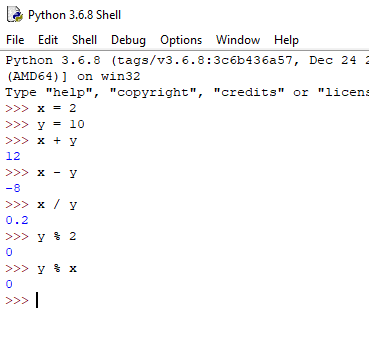 Python 3.6.8 Shell
File Edit Shell Debug Options Window Help
Python 3.6.8 (tags/v3.6.8:3c6b436a57, Dec 24 2
(AMD64)] on win32
Type "help", "copyright", "credits" or "licens
>>> x = 2
>>> y = 10
>>> x + y
12
>>> x - y
-8
>>> x / y
0.2
>>> y % 2
0
>>> y % x
0
>>>